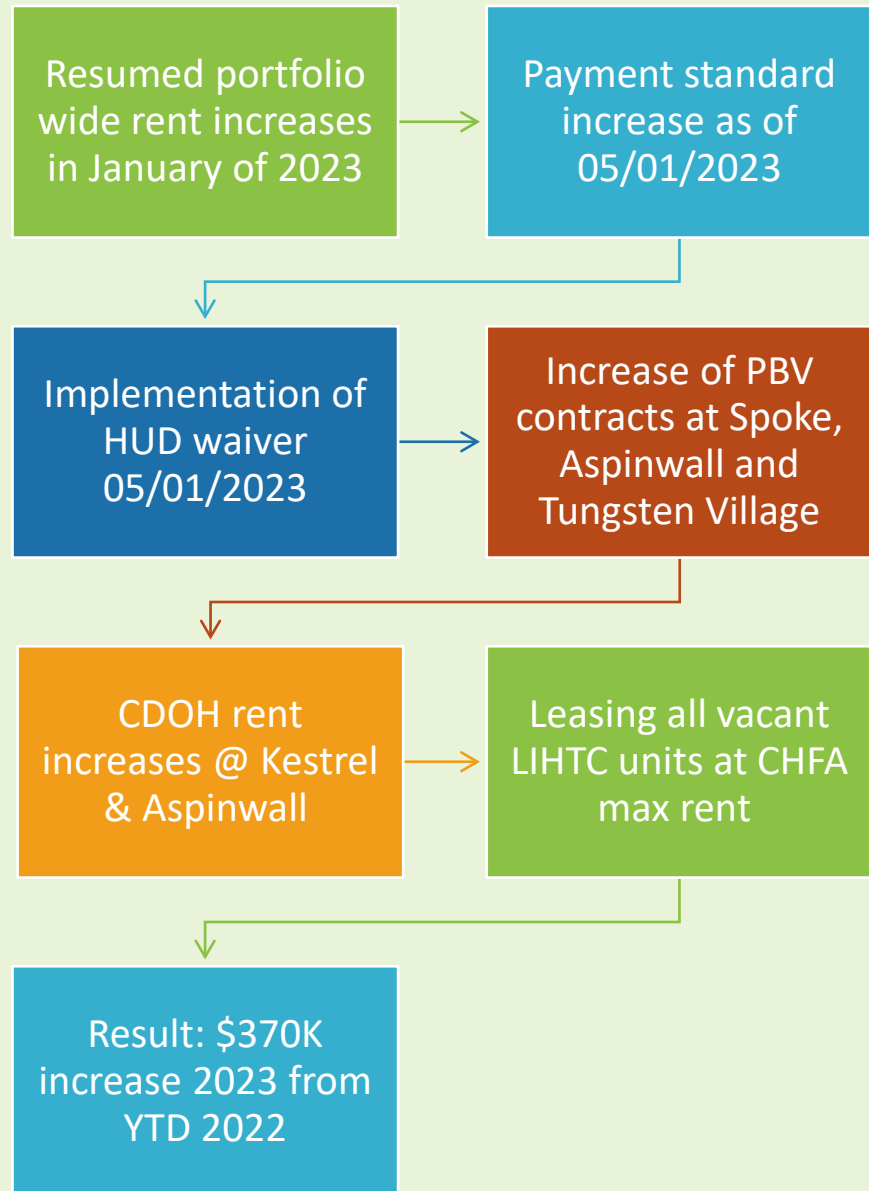 Resumed portfolio
wide rent increases
in January of 2023
Payment standard
increase as of
05/01/2023
Implementation of
HUD waiver
05/01/2023
Increase of PBV
contracts at Spoke,
Aspinwall and
Tungsten Village
CDOH rent
increases @ Kestrel
& Aspinwall
Leasing all vacant
LIHTC units at CHFA
max rent
Result: $370K
increase 2023 from
YTD 2022